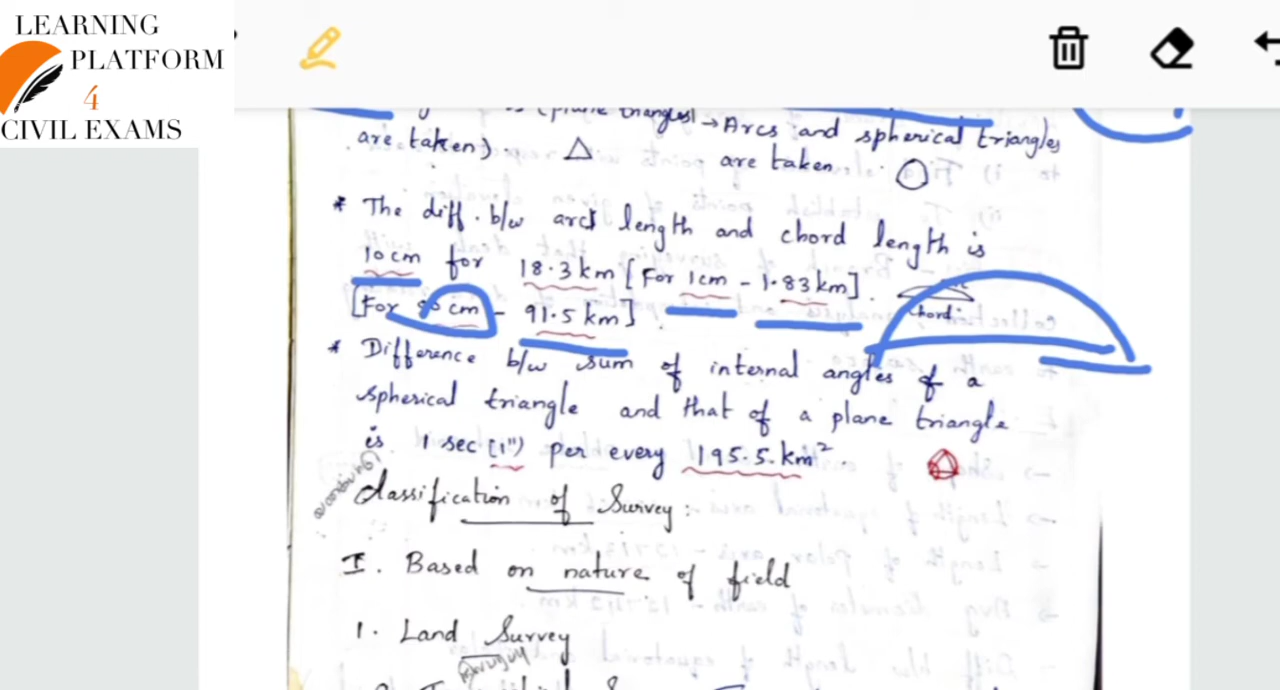 LEARNING
PLATFORM
4
CIVIL EXAMS
(plane triangles) → Arcs and spherical triangles
are taken) are taken.
* The diff. b/w arcs length and chord length is
10 cm for 18.3 km [For 1cm - 1.83 km].
chord
[For cm - 91.5 km]
* Difference b/w sum of internal angles of a
spherical triangle and that of a plane triangle
is 1 sec (1") per every 195.5. km².
Classification of Survey:
I. Based on nature of field
1. Land Survey